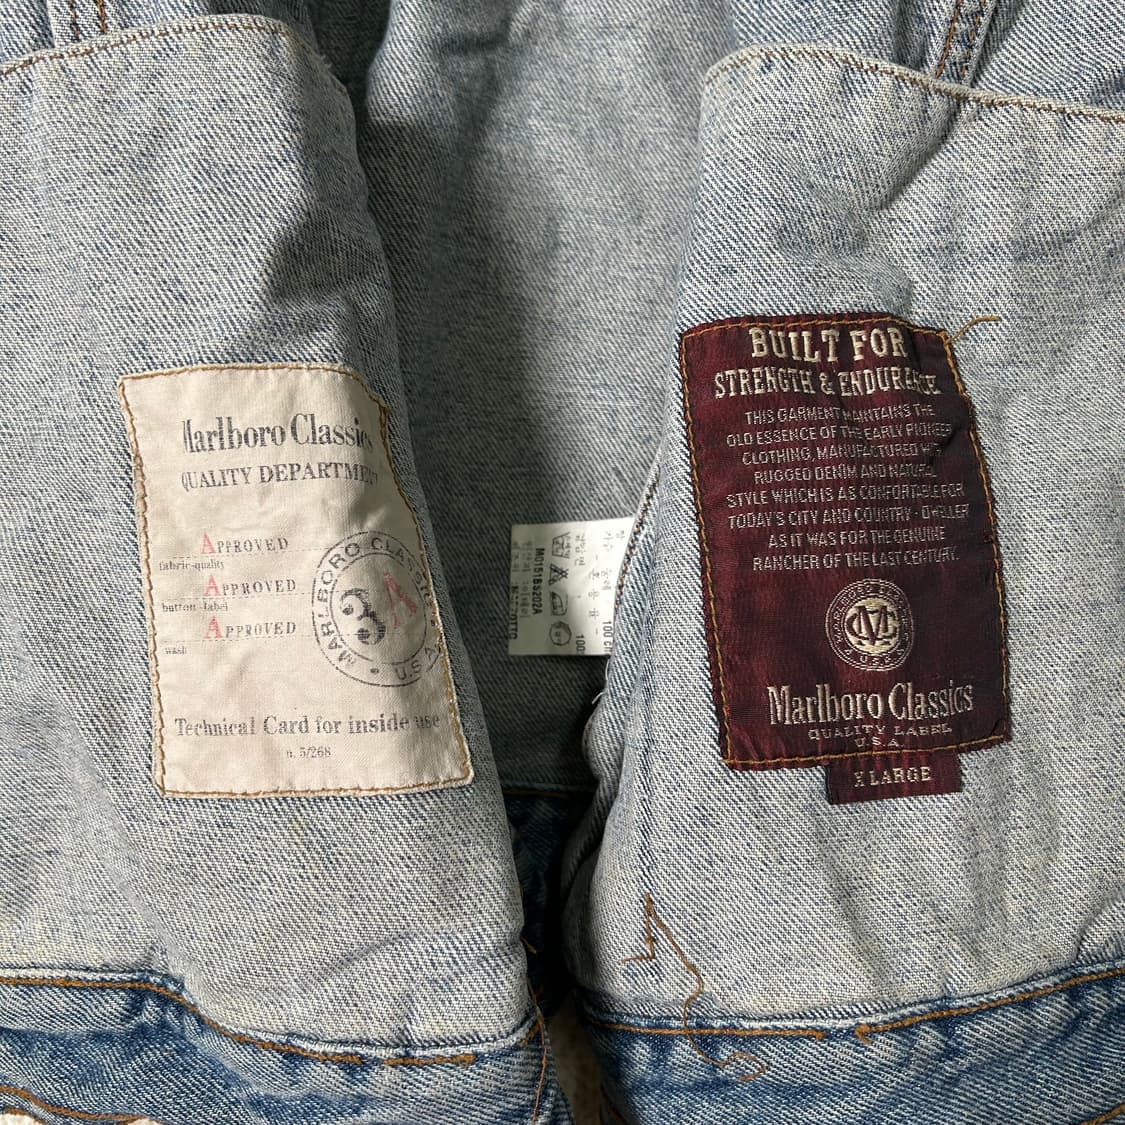 Marlboro Classics
QUALITY DEPARTMENT
APPROVED
fabric-quality
APPROVED
button-label
APPROVED
wash
MARLBORO CLASSICS
3A
U.S.A.
Technical Card for inside use
n. 5/268
M0151BS202A
100
BUILT FOR
STRENGTH & ENDURANCE
THIS GARMENT MAINTAINS THE
OLD ESSENCE OF THE EARLY PIONEER
CLOTHING, MANUFACTURED
RUGGED DENIM AND NATURAL
STYLE WHICH IS AS COMFORTABLE FOR
TODAY'S CITY AND COUNTRY-DWELLER
AS IT WAS FOR THE GENUINE
RANCHER OF THE LAST CENTURY.
MC
Marlboro Classics
QUALITY LABEL
U.S.A.
X LARGE